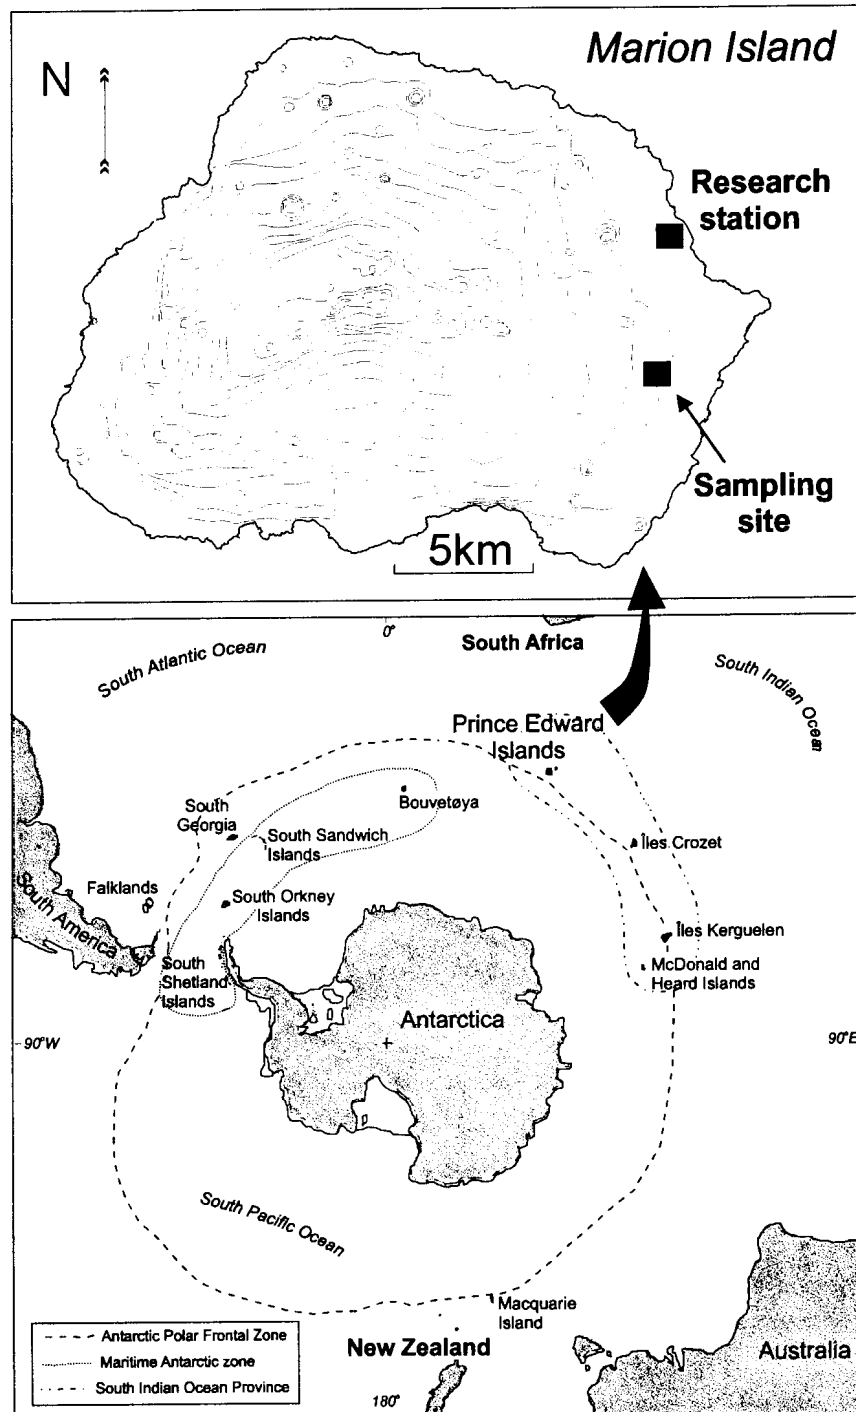 Marion Island
N
Research
station
Sampling
site
5km
0°
South Africa
South Atlantic Ocean
South Indian Ocean
Prince Edward
Islands
Bouvetøya
South
Georgia
South Sandwich
Islands
Îles Crozet
Falklands
South Orkney
Islands
South America
Îles Kerguelen
South
Shetland
Islands
McDonald and
Heard Islands
Antarctica
90°W
90°E
South Pacific Ocean
Macquarie
Island
Antarctic Polar Frontal Zone
Maritime Antarctic zone
South Indian Ocean Province
New Zealand
Australia
180°